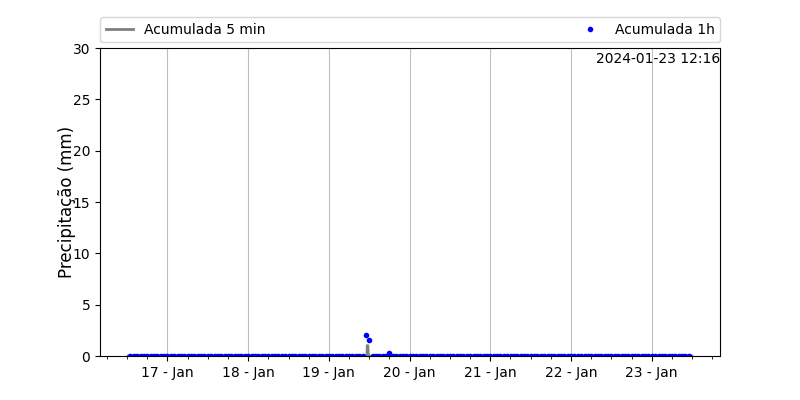 Acumulada 5 min
Acumulada 1h
2024-01-23 12:16
Precipitação (mm)
30
25
20
15
10
5
0
17 - Jan
18 - Jan
19 - Jan
20 - Jan
21 - Jan
22 - Jan
23 - Jan